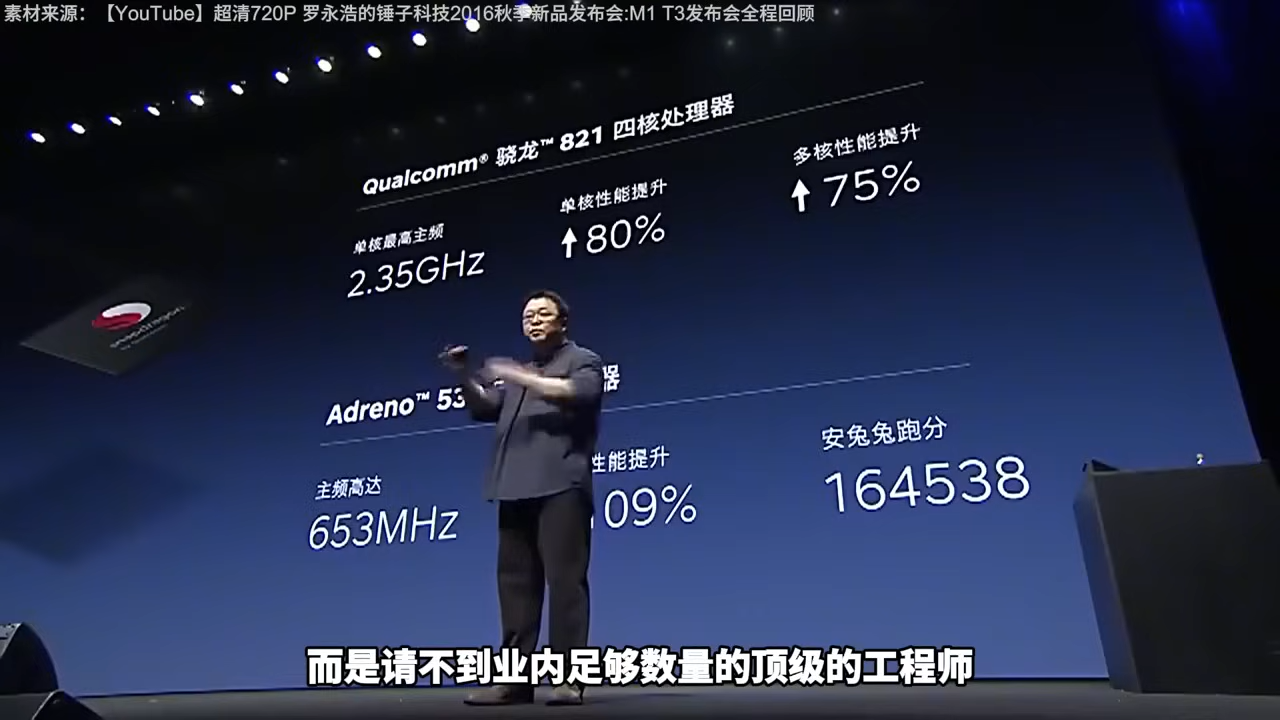 素材来源：【YouTube】超清720P 罗永浩的锤子科技2016秋季新品发布会:M1 T3发布会全程回顾
Qualcomm® 骁龙™ 821 四核处理器
单核最高主频
2.35GHz
单核性能提升
↑80%
多核性能提升
↑75%
snapdragon
Adreno™ 53 器
主频高达
653MHz
性能提升
09%
安兔兔跑分
164538
而是请不到业内足够数量的顶级的工程师